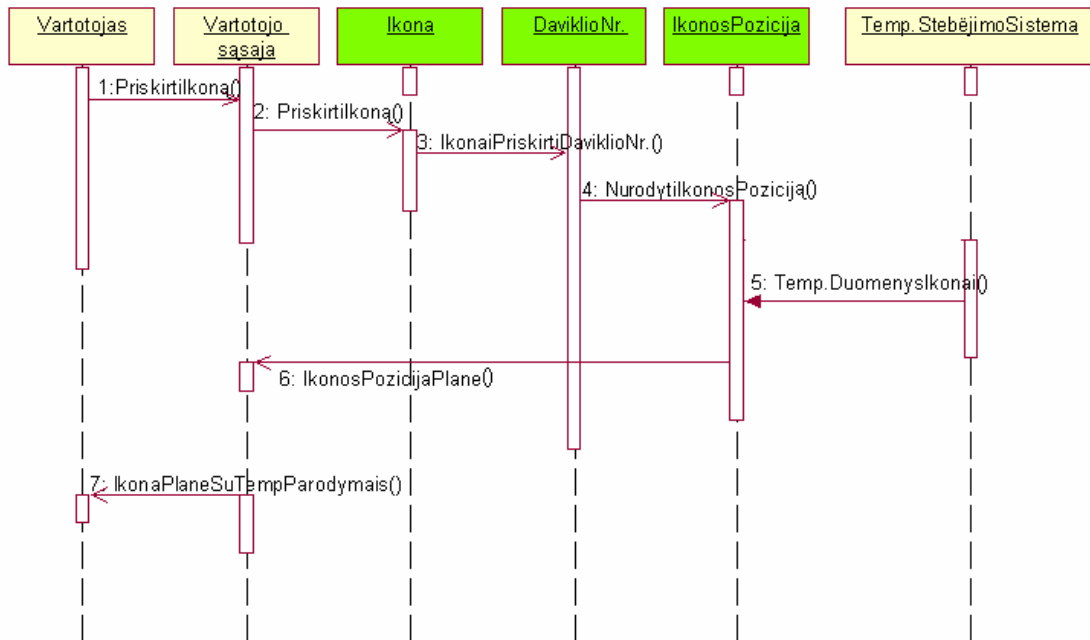 Vartotojas
Vartotojo
sąsaja
Ikona
DaviklioNr.
IkonosPozicija
Temp.StebėjimoSistema
1:PriskirtiIkoną()
2: PriskirtiIkoną()
3: IkonaiPriskirtiDaviklioNr.()
4: NurodytiIkonosPoziciją()
5: Temp.DuomenysIkonai()
6: IkonosPozicijaPlane()
7: IkonaPlaneSuTempParodymais()